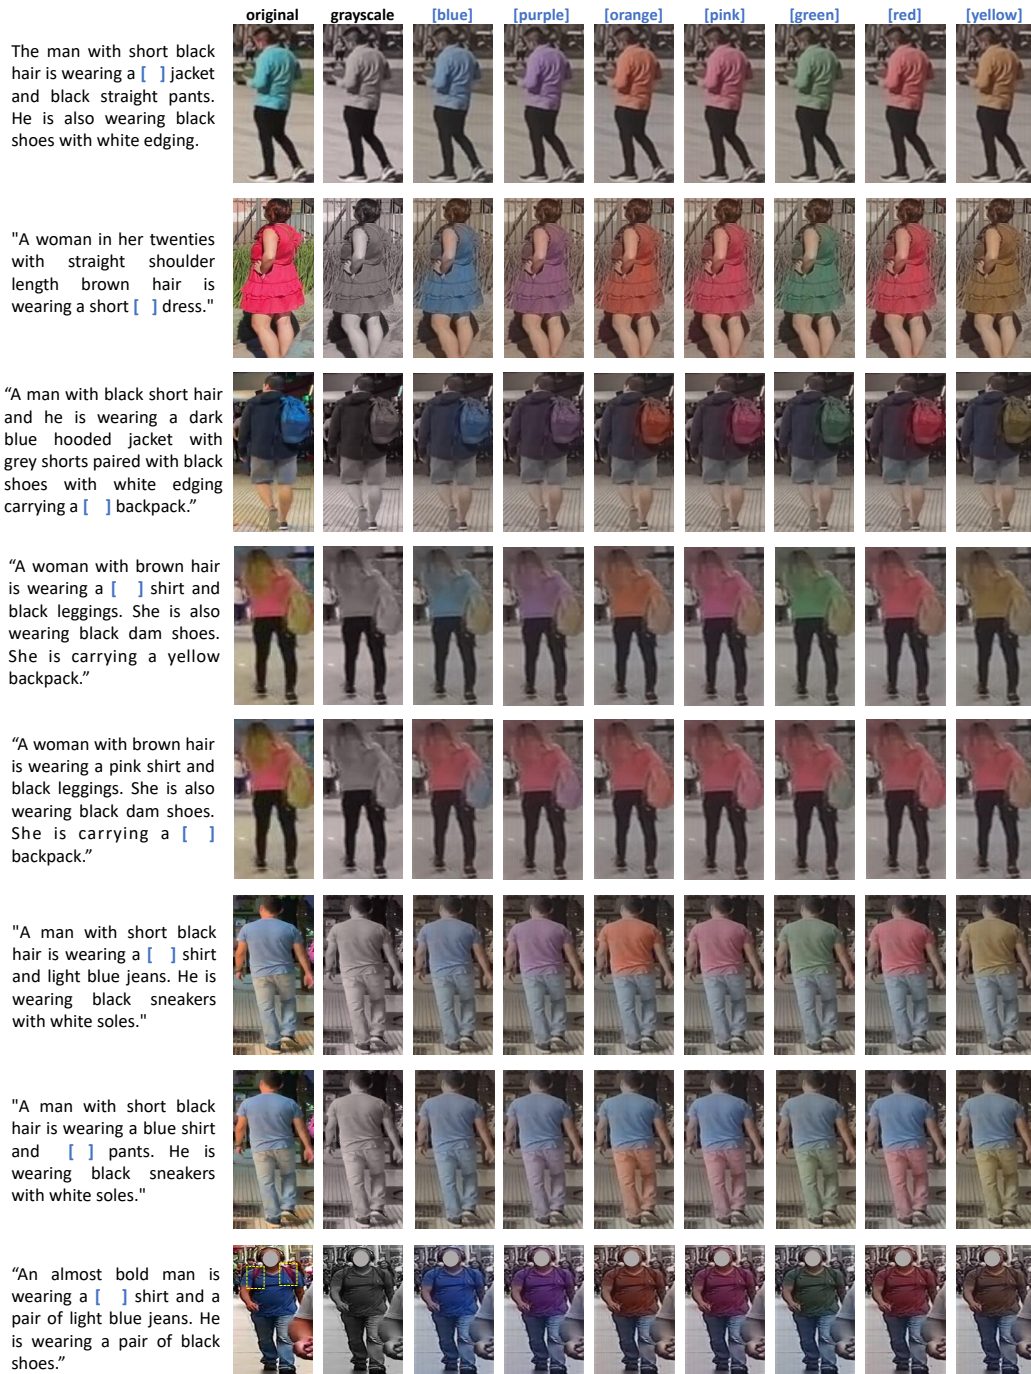 original grayscale [blue] [purple] [orange] [pink] [green] [red] [yellow]
The man with short black
hair is wearing a [ ] jacket
and black straight pants.
He is also wearing black
shoes with white edging.
"A woman in her twenties
with straight shoulder
length brown hair is
wearing a short [ ] dress."
“A man with black short hair
and he is wearing a dark
blue hooded jacket with
grey shorts paired with black
shoes with white edging
carrying a [ ] backpack.”
“A woman with brown hair
is wearing a [ ] shirt and
black leggings. She is also
wearing black dam shoes.
She is carrying a yellow
backpack.”
“A woman with brown hair
is wearing a pink shirt and
black leggings. She is also
wearing black dam shoes.
She is carrying a [ ]
backpack.”
"A man with short black
hair is wearing a [ ] shirt
and light blue jeans. He is
wearing black sneakers
with white soles."
"A man with short black
hair is wearing a blue shirt
and [ ] pants. He is
wearing black sneakers
with white soles."
“An almost bold man is
wearing a [ ] shirt and a
pair of light blue jeans. He
is wearing a pair of black
shoes.”